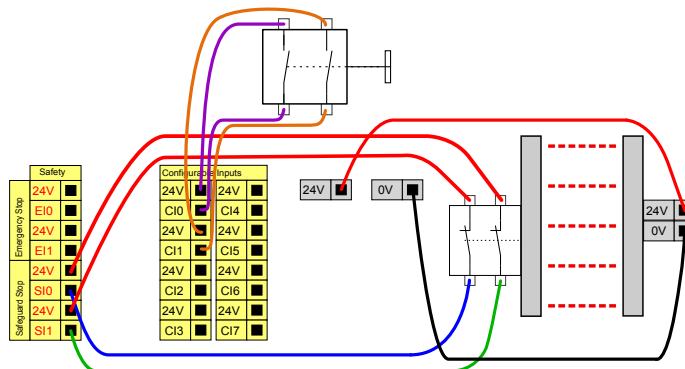 Safety
Emergency Stop
24V
EI0
24V
EI1
Safeguard Stop
24V
SI0
24V
SI1
Configurable Inputs
24V 24V
CI0 CI4
24V 24V
CI1 CI5
24V 24V
CI2 CI6
24V 24V
CI3 CI7
24V
0V
24V
0V